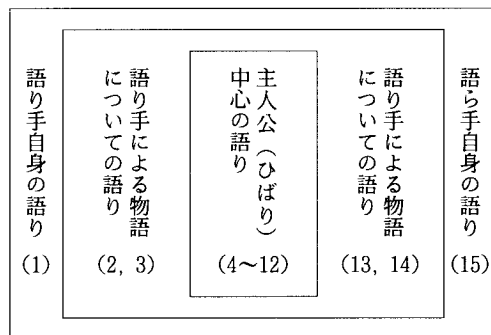 語り手自身の語り
(1)
語り手による物語
についての語り
(2, 3)
主人公（ひばり）
中心の語り
(4〜12)
語り手による物語
についての語り
(13, 14)
語ら手自身の語り
(15)